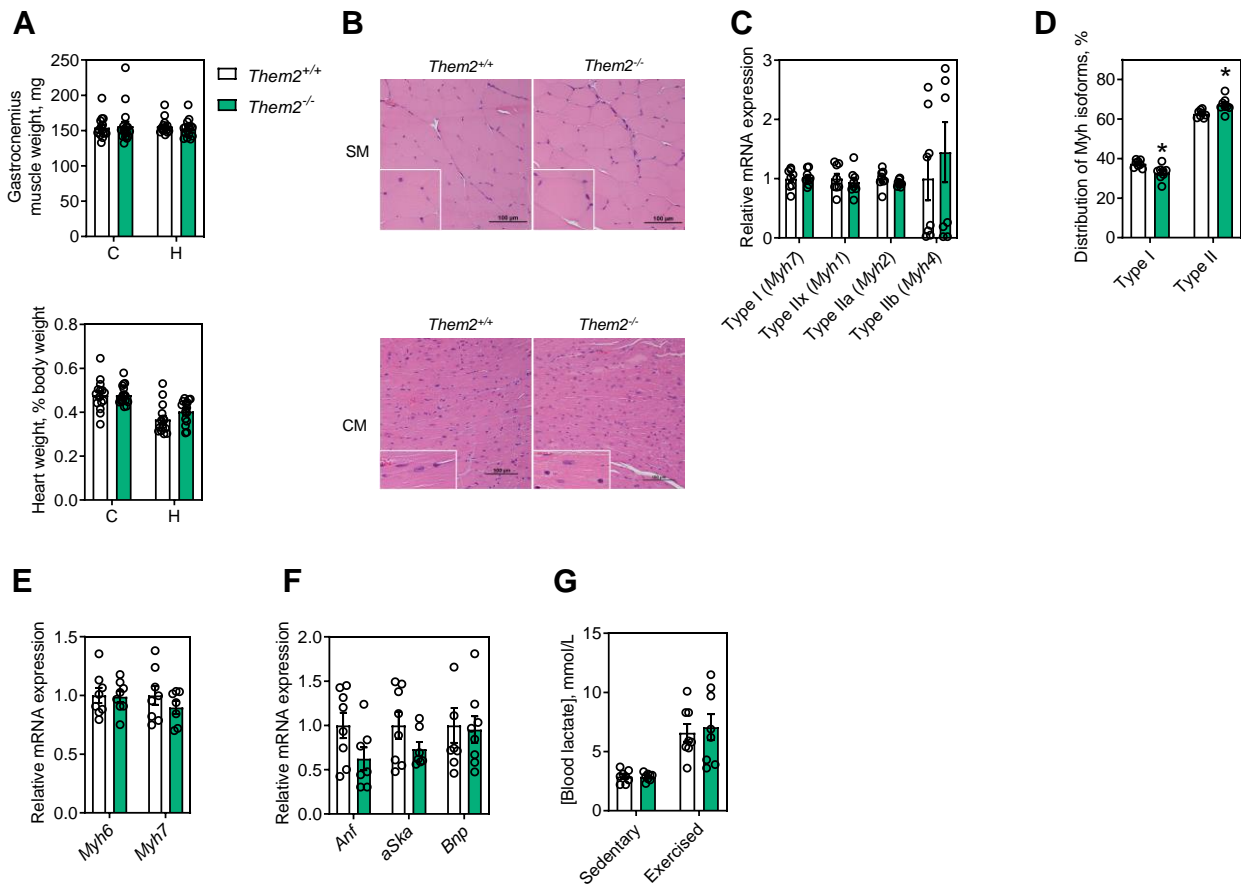 A
Gastrocnemius
muscle weight, mg
250
200
150
100
50
0
C
H
Them2+/+
Them2-/-
Heart weight, % body weight
0.8
0.6
0.4
0.2
0.0
C
H
B
Them2+/+
Them2-/-
SM
100 µm
100 µm
Them2+/+
Them2-/-
CM
100 µm
100 µm
C
Relative mRNA expression
3
2
1
0
Type I (Myh7)
Type IIx (Myh1)
Type IIa (Myh2)
Type IIb (Myh4)
D
Distribution of Myh isoforms, %
80
60
40
20
0
*
*
Type I
Type II
E
Relative mRNA expression
1.5
1.0
0.5
0.0
Myh6
Myh7
F
Relative mRNA expression
2.0
1.5
1.0
0.5
0.0
Anf
aSka
Bnp
G
[Blood lactate], mmol/L
15
10
5
0
Sedentary
Exercised